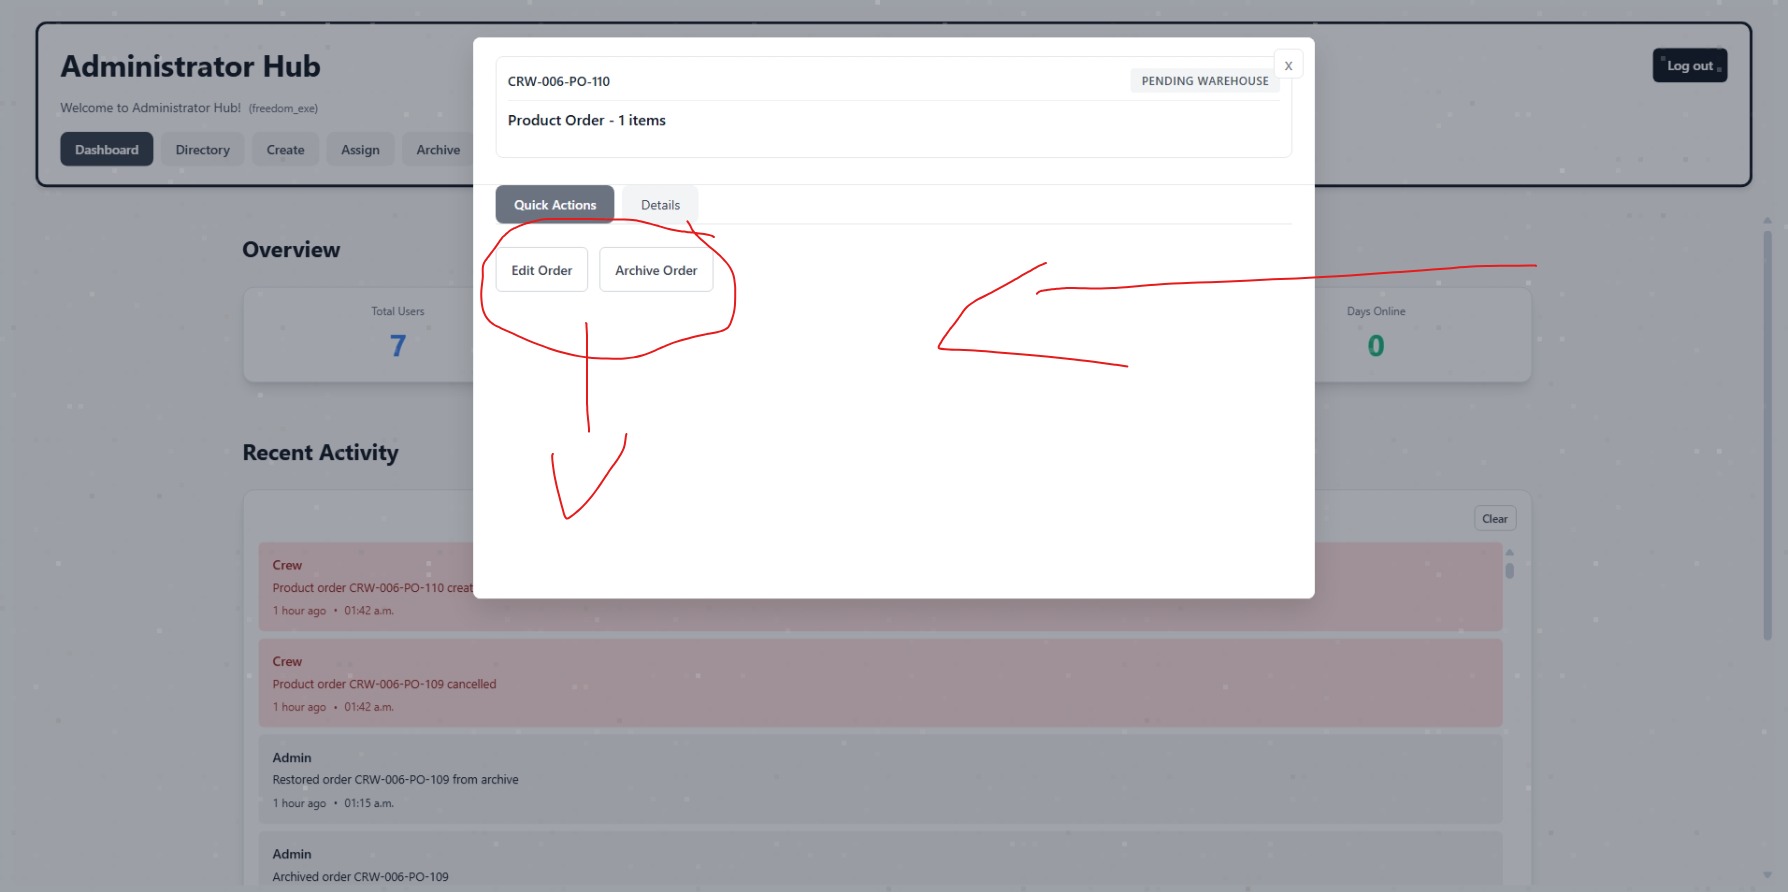 Administrator Hub
Welcome to Administrator Hub! (freedom_exe)
Dashboard Directory Create Assign Archive
Log out
CRW-006-PO-110 PENDING WAREHOUSE X
Product Order - 1 items
Quick Actions Details
Edit Order Archive Order
Overview
Total Users
7
Days Online
0
Recent Activity
Clear
Crew
Product order CRW-006-PO-110 creat
1 hour ago • 01:42 a.m.
Crew
Product order CRW-006-PO-109 cancelled
1 hour ago • 01:42 a.m.
Admin
Restored order CRW-006-PO-109 from archive
1 hour ago • 01:15 a.m.
Admin
Archived order CRW-006-PO-109